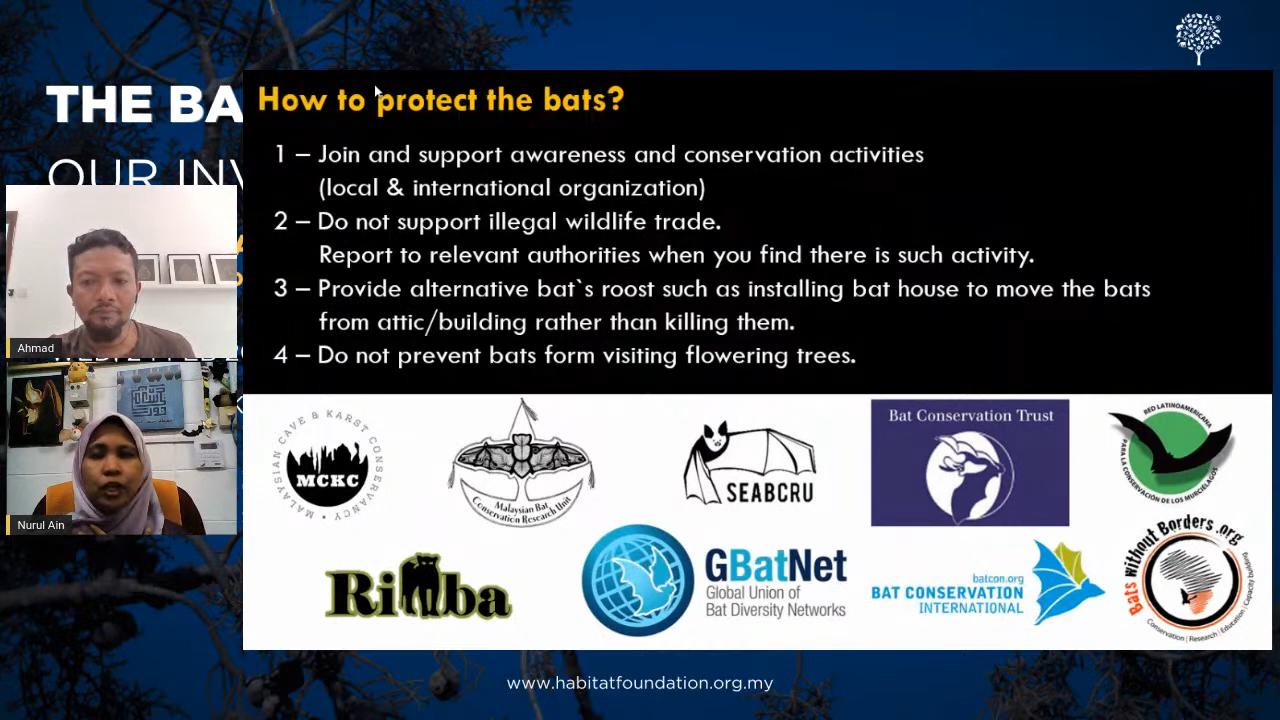 THE BA
OUR INV
How to protect the bats?
1 – Join and support awareness and conservation activities
(local & international organization)
2 – Do not support illegal wildlife trade.
Report to relevant authorities when you find there is such activity.
3 – Provide alternative bat`s roost such as installing bat house to move the bats
from attic/building rather than killing them.
4 – Do not prevent bats form visiting flowering trees.
Ahmad
Nurul Ain
MALAYSIAN CAVE & KARST CONSERVANCY
MCKC
Malaysian Bat
Conservation Research Unit
SEABCRU
Bat Conservation Trust
RED LATINOAMERICANA
PARA LA CONSERVACIÓN DE LOS MURCIÉLAGOS
Rimba
GBatNet
Global Union of
Bat Diversity Networks
batcon.org
BAT CONSERVATION
INTERNATIONAL
Bats Without Borders.org
Conservation | Research | Education | Capacity building
www.habitatfoundation.org.my